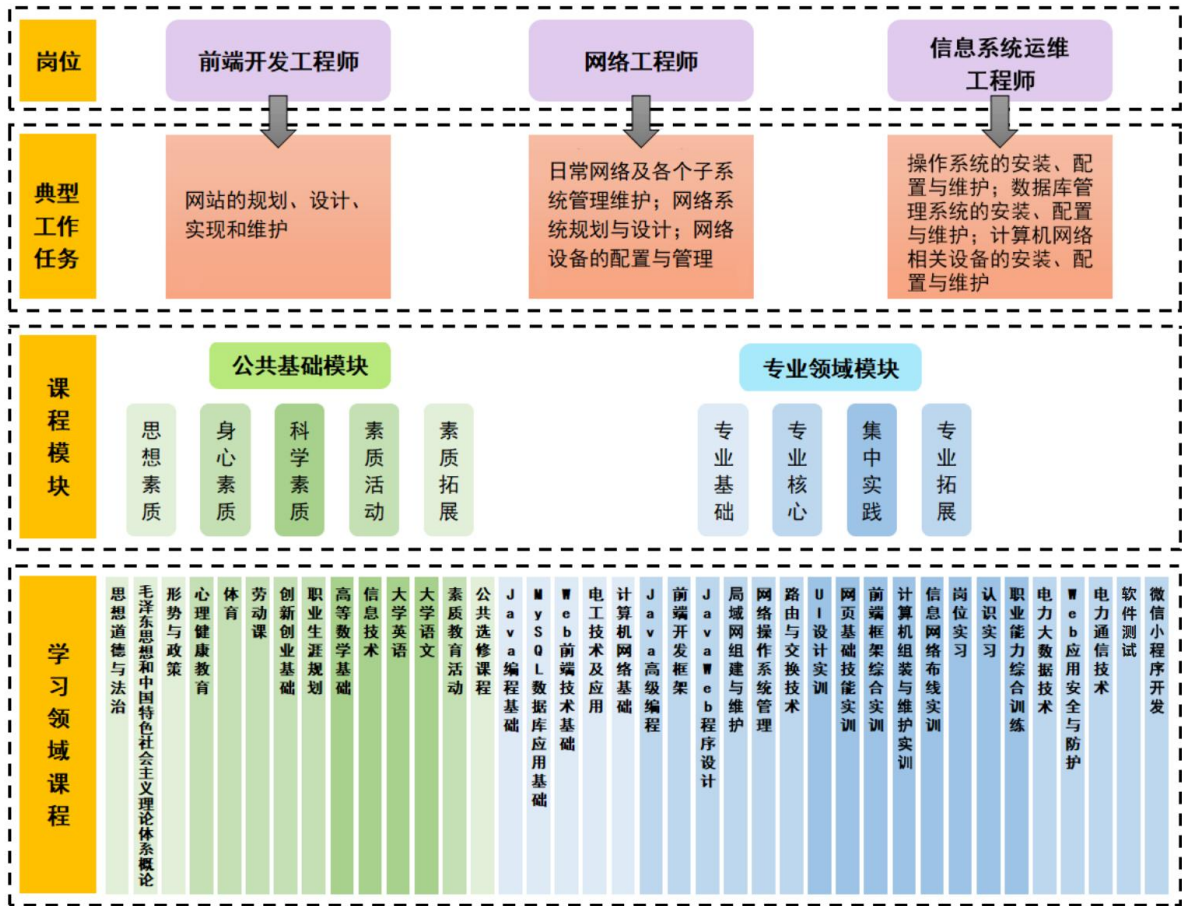 岗位
前端开发工程师
网络工程师
信息系统运维
工程师
典型
工作
任务
网站的规划、设计、
实现和维护
日常网络及各个子系
统管理维护；网络系
统规划与设计；网络
设备的配置与管理
操作系统的安装、配
置与维护；数据库管
理系统的安装、配置
与维护；计算机网络
相关设备的安装、配
置与维护
课程模块
公共基础模块
专业领域模块
思想素质
身心素质
科学素质
素质活动
素质拓展
专业基础
专业核心
集中实践
专业拓展
学习领域课程
思想道德与法治
毛泽东思想和中国特色社会主义理论体系概论
形势与政策
心理健康教育
体育
劳动课
创新创业基础
职业生涯规划
高等数学基础
信息技术
大学英语
大学语文
素质教育活动
公共选修课程
Java编程基础
MySQL数据库应用基础
Web前端技术基础
电工技术及应用
计算机网络基础
Java高级编程
前端开发框架
JavaWeb程序设计
局域网组建与维护
网络操作系统管理
路由与交换技术
UI设计实训
网页基础技能实训
前端框架综合实训
计算机组装与维护实训
信息网络布线实训
岗位实习
认识实习
职业能力综合训练
电力大数据技术
Web应用安全与防护
电力通信技术
软件测试
微信小程序开发